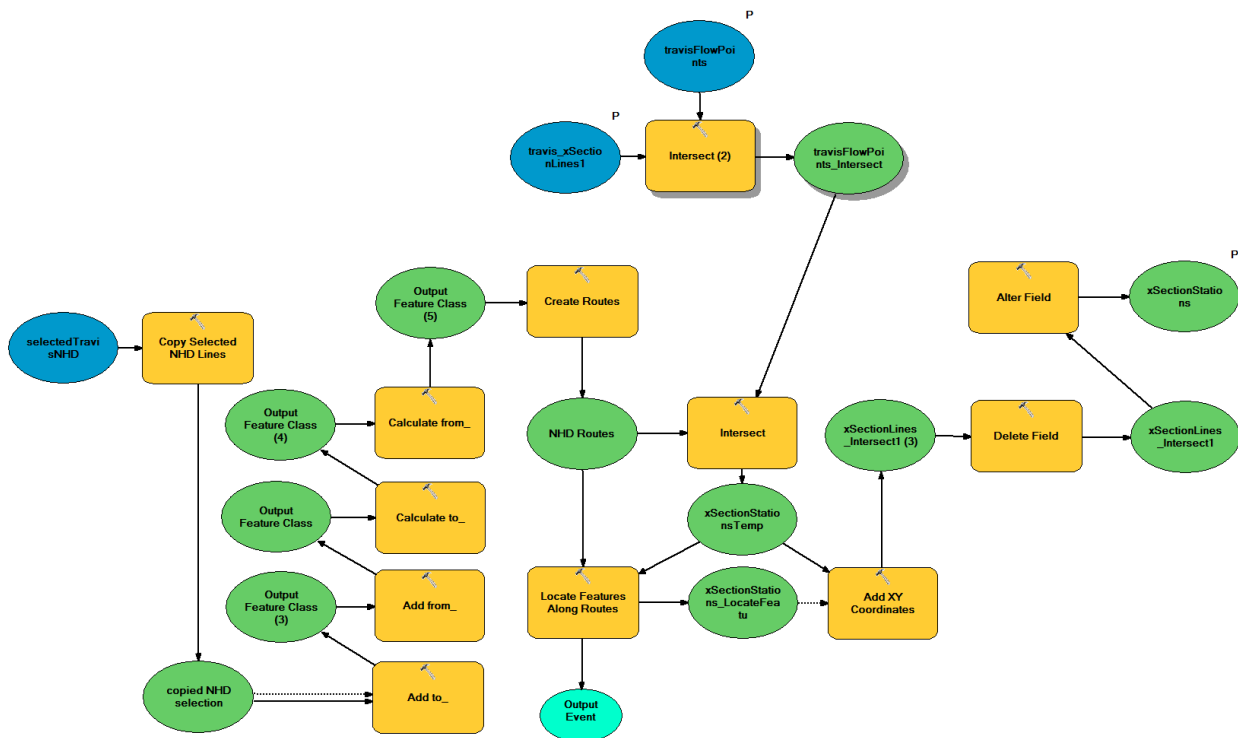 P
travisFlowPoi
nts
P
travis_xSectio
nLines1
Intersect (2)
travisFlowPoi
nts_Intersect
Output
Feature Class
(5)
Create Routes
Alter Field
P
xSectionStatio
ns
selectedTravi
sNHD
Copy Selected
NHD Lines
Output
Feature Class
(4)
Calculate from_
NHD Routes
Intersect
xSectionLines
_Intersect1 (3)
Delete Field
xSectionLines
_Intersect1
Output
Feature Class
Calculate to_
xSectionStatio
nsTemp
Output
Feature Class
(3)
Add from_
Locate Features
Along Routes
xSectionStatio
ns_LocateFeatu
Add XY
Coordinates
copied NHD
selection
Add to_
Output
Event